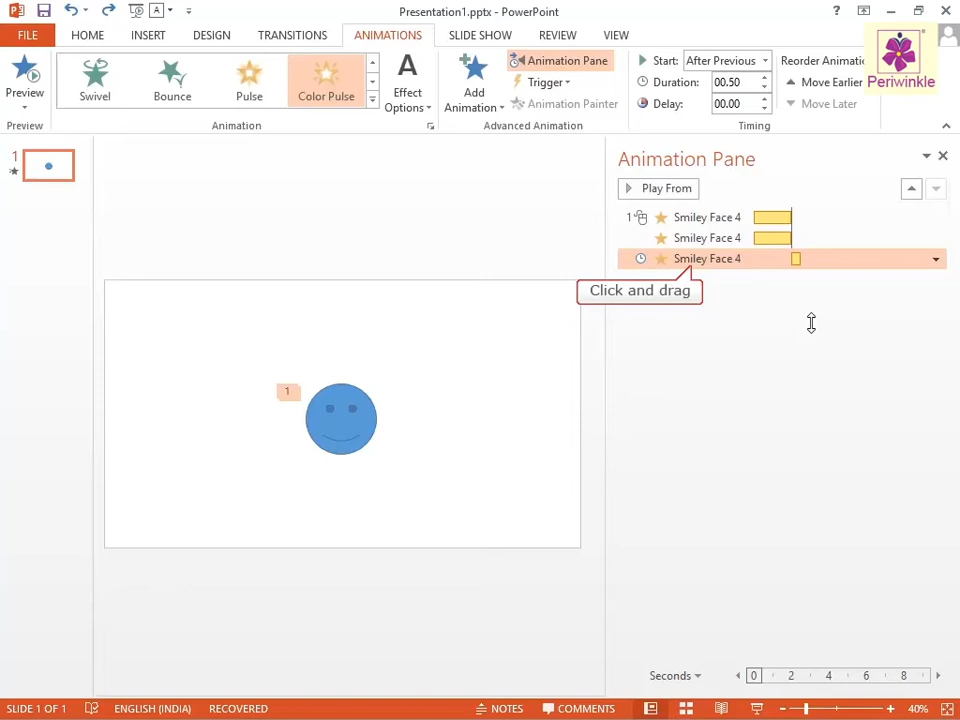 Presentation1.pptx - PowerPoint
?
A
FILE HOME INSERT DESIGN TRANSITIONS ANIMATIONS SLIDE SHOW REVIEW VIEW
Periwinkle
Preview
Swivel Bounce Pulse Color Pulse
Effect
Options
Add
Animation
Animation Pane
Trigger
Animation Painter
Start: After Previous
Duration: 00.50
Delay: 00.00
Reorder Animatio
Move Earlier
Move Later
Preview Animation Advanced Animation Timing
1
Animation Pane
Play From
1 Smiley Face 4
Smiley Face 4
Smiley Face 4
Click and drag
1
Seconds 0 2 4 6 8
SLIDE 1 OF 1 ENGLISH (INDIA) RECOVERED NOTES COMMENTS 40%